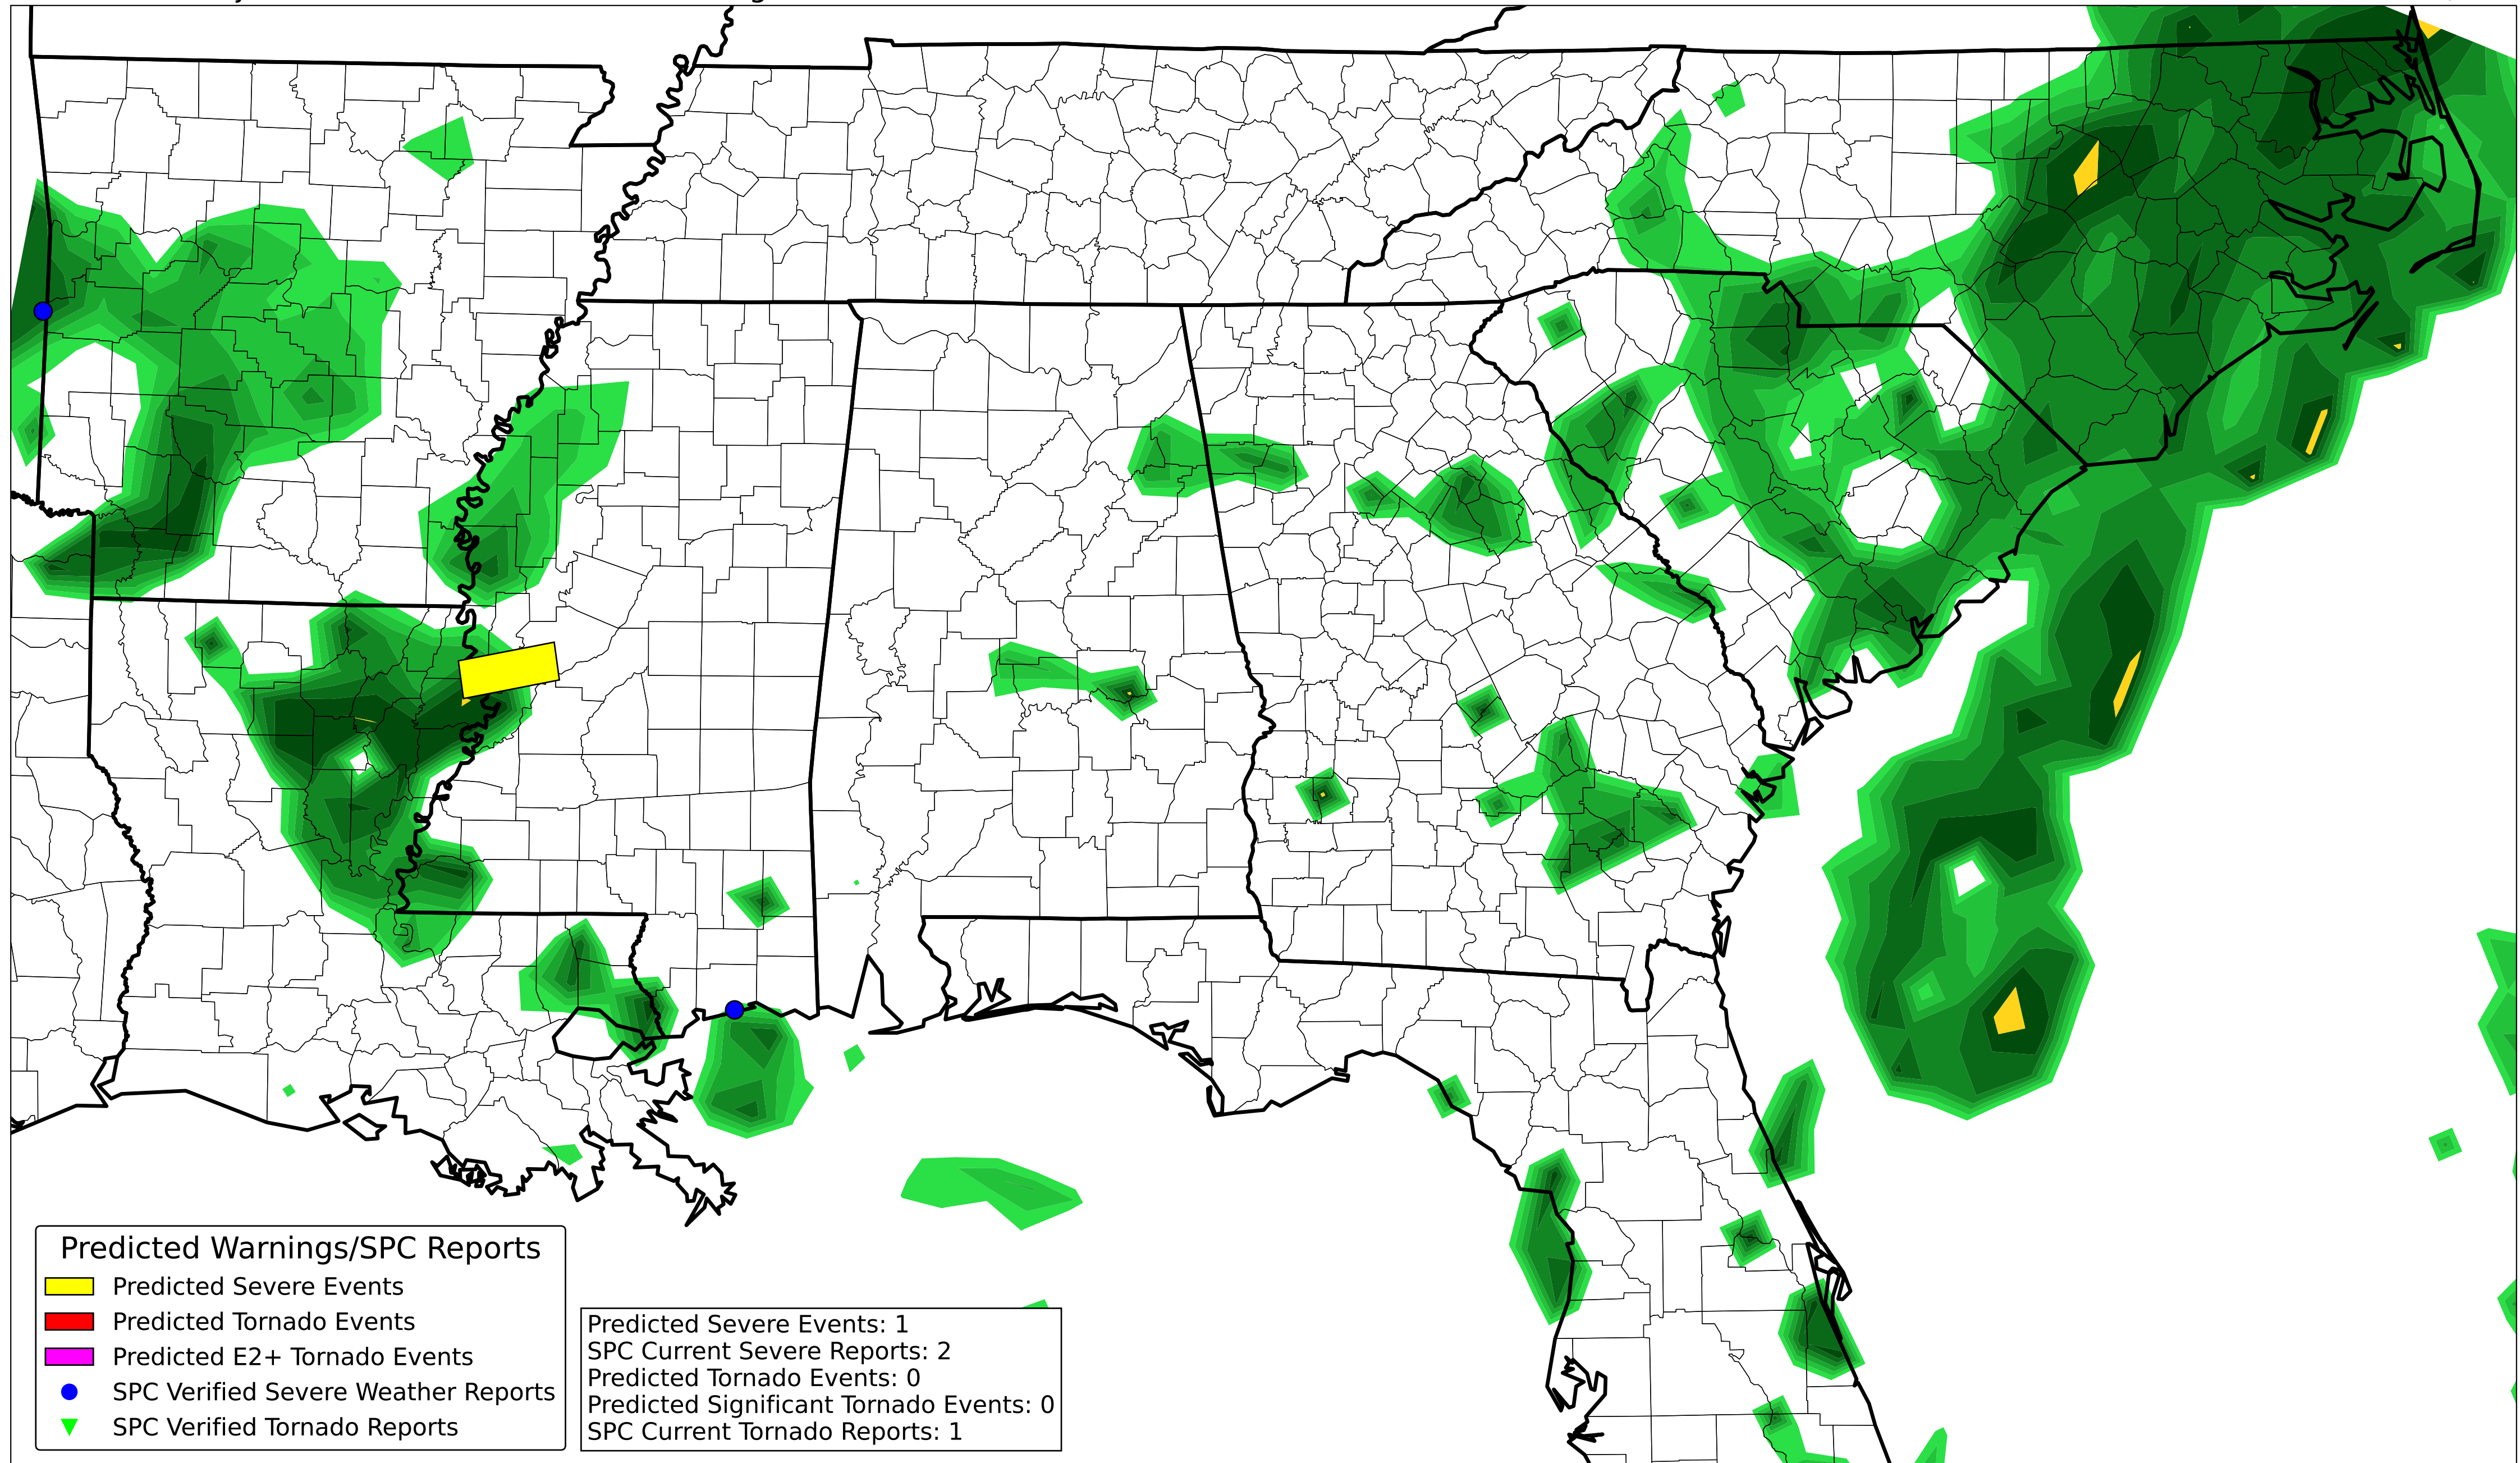 Predicted Warnings/SPC Reports
Predicted Severe Events
Predicted Tornado Events
Predicted E2+ Tornado Events
SPC Verified Severe Weather Reports
SPC Verified Tornado Reports
Predicted Severe Events: 1
SPC Current Severe Reports: 2
Predicted Tornado Events: 0
Predicted Significant Tornado Events: 0
SPC Current Tornado Reports: 1